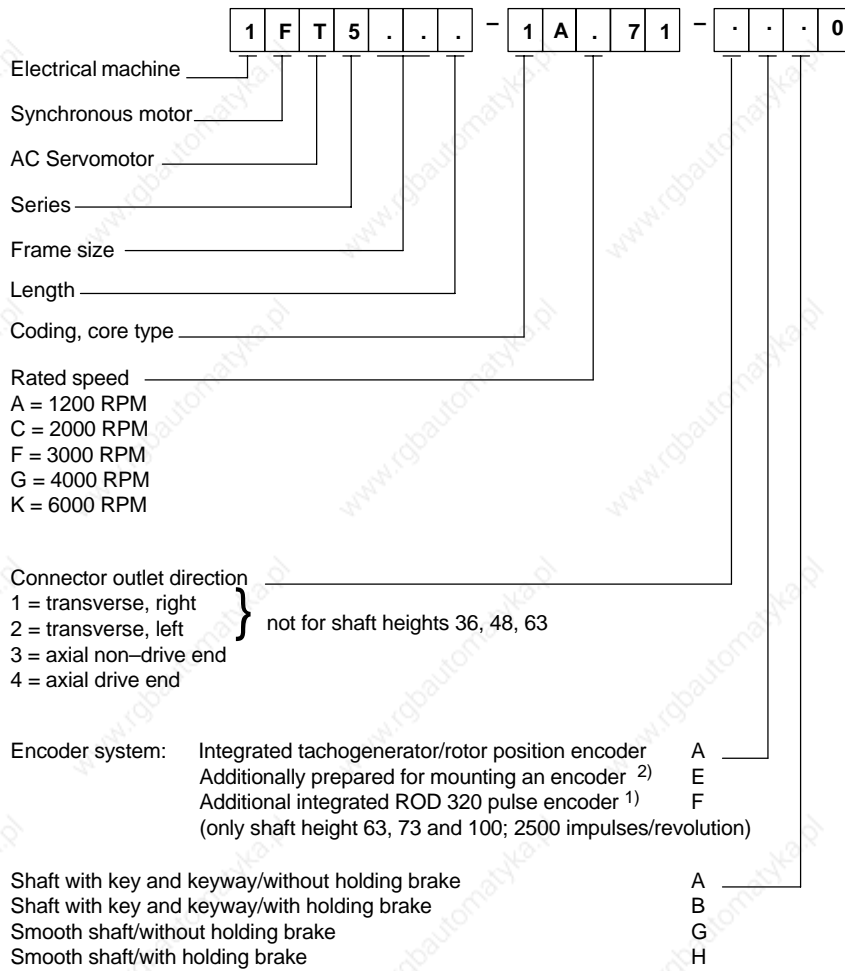 1 F T 5 . . . – 1 A . 7 1 – . . . 0
Electrical machine
Synchronous motor
AC Servomotor
Series
Frame size
Length
Coding, core type
Rated speed
A = 1200 RPM
C = 2000 RPM
F = 3000 RPM
G = 4000 RPM
K = 6000 RPM
Connector outlet direction
1 = transverse, right
2 = transverse, left
} not for shaft heights 36, 48, 63
3 = axial non–drive end
4 = axial drive end
Encoder system: Integrated tachogenerator/rotor position encoder A
Additionally prepared for mounting an encoder 2) E
Additional integrated ROD 320 pulse encoder 1) F
(only shaft height 63, 73 and 100; 2500 impulses/revolution)
Shaft with key and keyway/without holding brake A
Shaft with key and keyway/with holding brake B
Smooth shaft/without holding brake G
Smooth shaft/with holding brake H
www.rgbautomatyka.pl